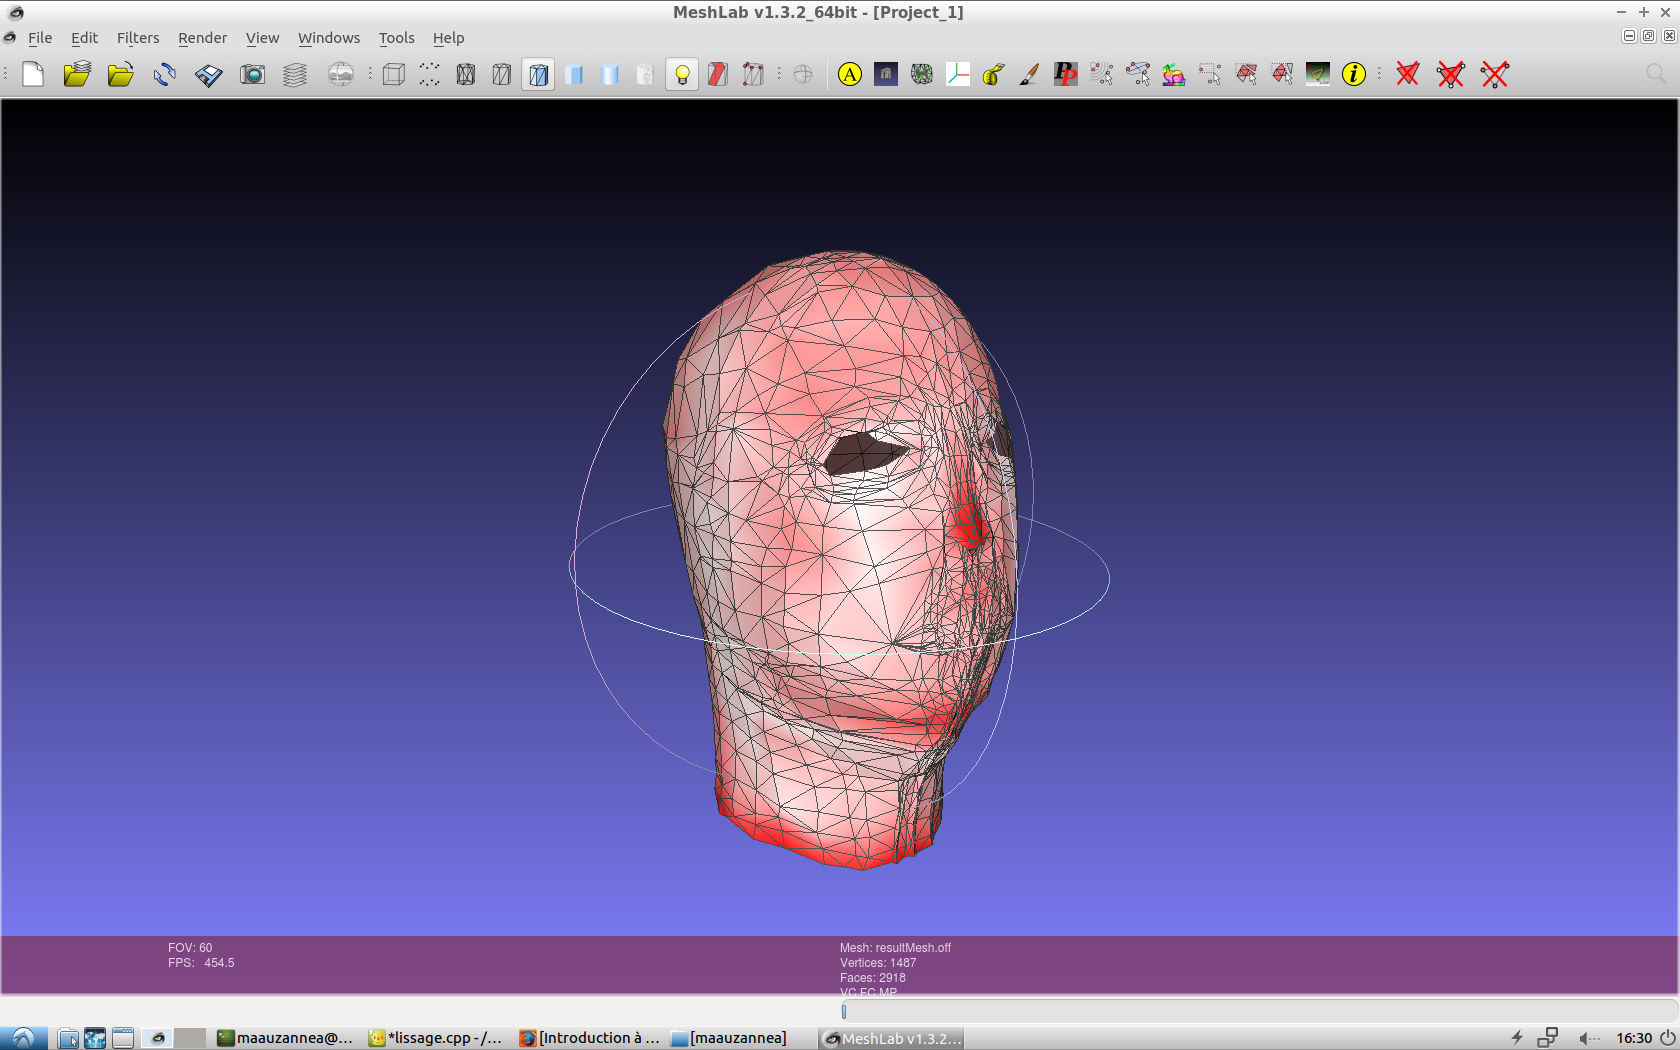 MeshLab v1.3.2_64bit - [Project_1]
File Edit Filters Render View Windows Tools Help
A
PP
i
FOV: 60
FPS: 454.5
Mesh: resultMesh.off
Vertices: 1487
Faces: 2918
VC FC MP
maauzannea@... *lissage.cpp - /... [Introduction à ... [maauzannea] MeshLab v1.3.2... 16:30